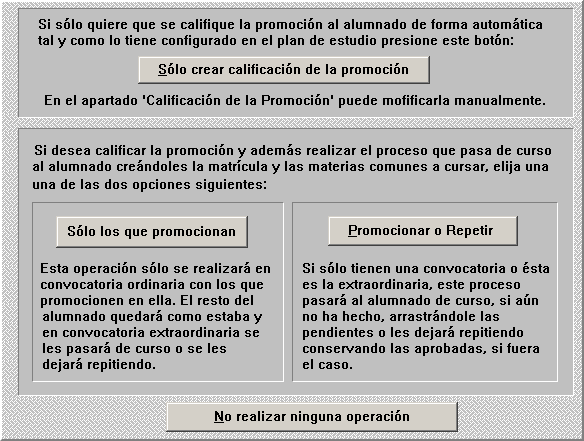 Si sólo quiere que se califique la promoción al alumnado de forma automática
tal y como lo tiene configurado en el plan de estudio presione este botón:
Sólo crear calificación de la promoción
En el apartado 'Calificación de la Promoción' puede mofificarla manualmente.
Si desea calificar la promoción y además realizar el proceso que pasa de curso
al alumnado creándoles la matrícula y las materias comunes a cursar, elija una
una de las dos opciones siguientes:
Sólo los que promocionan
Esta operación sólo se realizará en
convocatoria ordinaria con los que
promocionen en ella. El resto del
alumnado quedará como estaba y
en convocatoria extraordinaria se
les pasará de curso o se les
dejará repitiendo.
Promocionar o Repetir
Si sólo tienen una convocatoria o ésta
es la extraordinaria, este proceso
pasará al alumnado de curso, si aún
no ha hecho, arrastrándole las
pendientes o les dejará repitiendo
conservando las aprobadas, si fuera
el caso.
No realizar ninguna operación